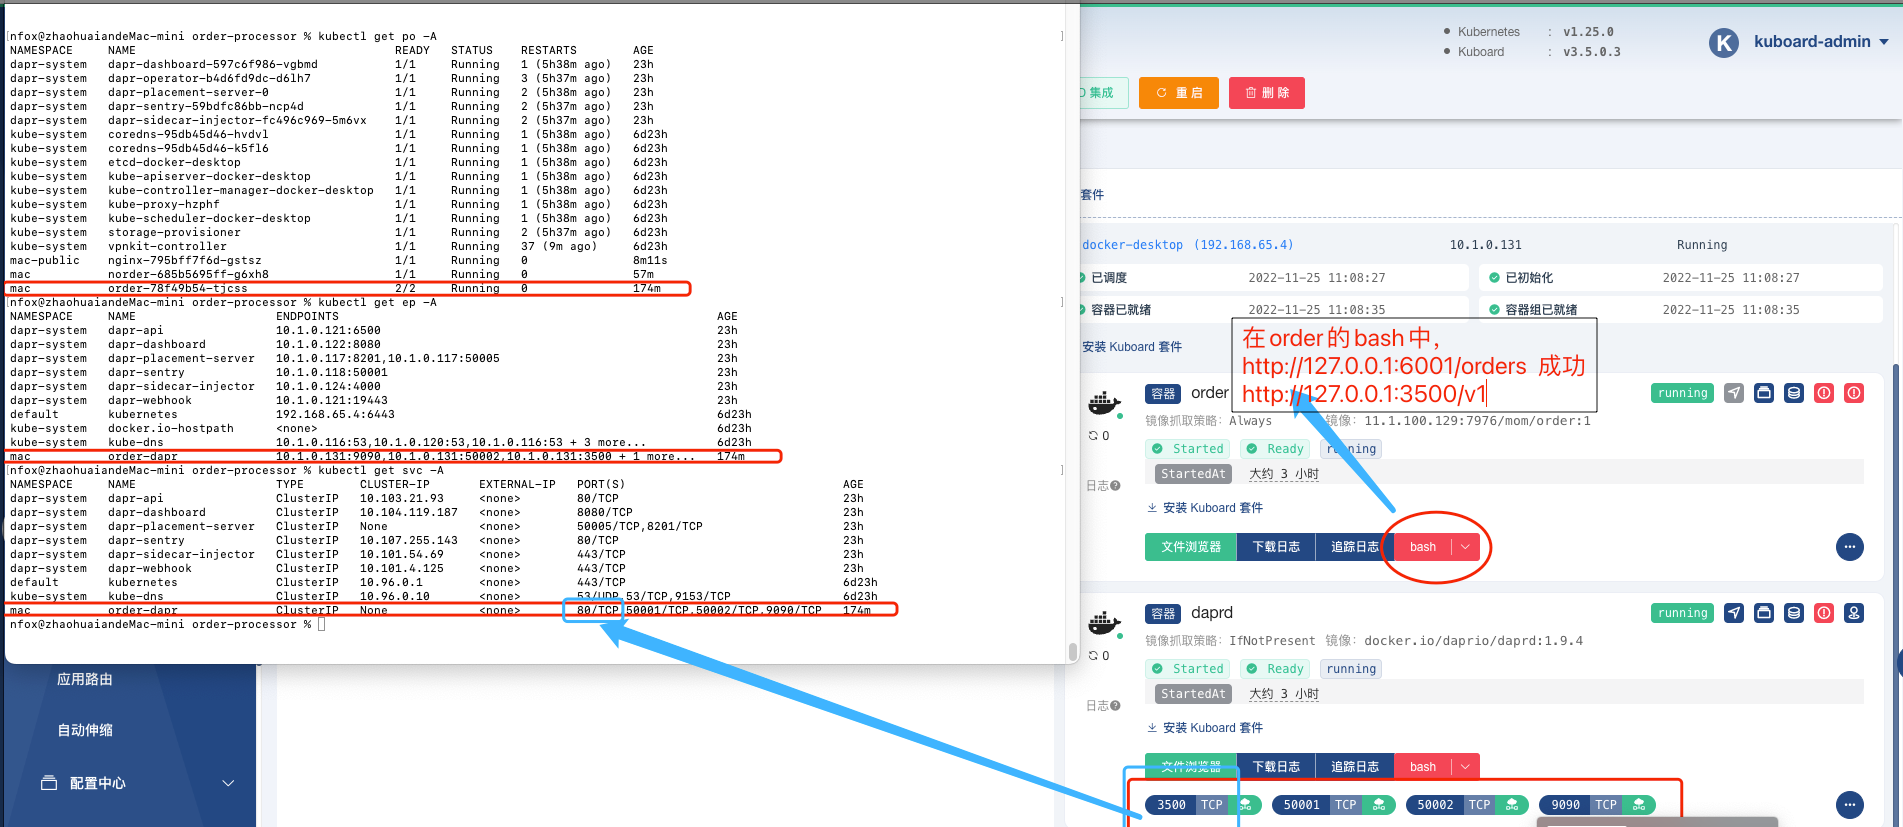 nfox@zhaohuaiandeMac-mini order-processor % kubectl get po -A
NAMESPACE NAME READY STATUS RESTARTS AGE
dapr-system dapr-dashboard-597c6f986-vgbmd 1/1 Running 1 (5h38m ago) 23h
dapr-system dapr-operator-b4d6fd9dc-d6lh7 1/1 Running 3 (5h37m ago) 23h
dapr-system dapr-placement-server-0 1/1 Running 2 (5h38m ago) 23h
dapr-system dapr-sentry-59bdfc86bb-ncp4d 1/1 Running 2 (5h37m ago) 23h
dapr-system dapr-sidecar-injector-fc496c969-5m6vx 1/1 Running 2 (5h37m ago) 23h
kube-system coredns-95db45d46-hvdvl 1/1 Running 1 (5h38m ago) 6d23h
kube-system coredns-95db45d46-k5fl6 1/1 Running 1 (5h38m ago) 6d23h
kube-system etcd-docker-desktop 1/1 Running 1 (5h38m ago) 6d23h
kube-system kube-apiserver-docker-desktop 1/1 Running 1 (5h38m ago) 6d23h
kube-system kube-controller-manager-docker-desktop 1/1 Running 1 (5h38m ago) 6d23h
kube-system kube-proxy-hzphf 1/1 Running 1 (5h38m ago) 6d23h
kube-system kube-scheduler-docker-desktop 1/1 Running 1 (5h38m ago) 6d23h
kube-system storage-provisioner 1/1 Running 2 (5h37m ago) 6d23h
kube-system vpnkit-controller 1/1 Running 37 (9m ago) 6d23h
mac-public nginx-795bff7f6d-gstsz 1/1 Running 0 8m11s
mac norder-685b5695ff-g6xh8 1/1 Running 0 57m
mac order-78f49b54-tjcss 2/2 Running 0 174m
nfox@zhaohuaiandeMac-mini order-processor % kubectl get ep -A
NAMESPACE NAME ENDPOINTS AGE
dapr-system dapr-api 10.1.0.121:6500 23h
dapr-system dapr-dashboard 10.1.0.122:8080 23h
dapr-system dapr-placement-server 10.1.0.117:8201,10.1.0.117:50005 23h
dapr-system dapr-sentry 10.1.0.118:50001 23h
dapr-system dapr-sidecar-injector 10.1.0.124:4000 23h
dapr-system dapr-webhook 10.1.0.121:19443 23h
default kubernetes 192.168.65.4:6443 6d23h
kube-system docker.io-hostpath <none> 6d23h
kube-system kube-dns 10.1.0.116:53,10.1.0.120:53,10.1.0.116:53 + 3 more... 6d23h
mac order-dapr 10.1.0.131:9090,10.1.0.131:50002,10.1.0.131:3500 + 1 more... 174m
nfox@zhaohuaiandeMac-mini order-processor % kubectl get svc -A
NAMESPACE NAME TYPE CLUSTER-IP EXTERNAL-IP PORT(S) AGE
dapr-system dapr-api ClusterIP 10.103.21.93 <none> 80/TCP 23h
dapr-system dapr-dashboard ClusterIP 10.104.119.187 <none> 8080/TCP 23h
dapr-system dapr-placement-server ClusterIP None <none> 50005/TCP,8201/TCP 23h
dapr-system dapr-sentry ClusterIP 10.107.255.143 <none> 80/TCP 23h
dapr-system dapr-sidecar-injector ClusterIP 10.101.54.69 <none> 443/TCP 23h
dapr-system dapr-webhook ClusterIP 10.101.4.125 <none> 443/TCP 23h
default kubernetes ClusterIP 10.96.0.1 <none> 443/TCP 6d23h
kube-system kube-dns ClusterIP 10.96.0.10 <none> 53/UDP,53/TCP,9153/TCP 6d23h
mac order-dapr ClusterIP None <none> 80/TCP,50001/TCP,50002/TCP,9090/TCP 174m
nfox@zhaohuaiandeMac-mini order-processor %
应用路由
自动伸缩
配置中心
Kubernetes : v1.25.0
Kuboard : v3.5.0.3
K kuboard-admin
集成 重启 删除
套件
docker-desktop (192.168.65.4) 10.1.0.131 Running
已调度 2022-11-25 11:08:27 已初始化 2022-11-25 11:08:27
容器已就绪 2022-11-25 11:08:35 容器组已就绪 2022-11-25 11:08:35
安装 Kuboard 套件
在order的bash中，
http://127.0.0.1:6001/orders 成功
http://127.0.0.1:3500/v1
容器 order running
0 镜像抓取策略： Always 镜像： 11.1.100.129:7976/mom/order:1
Started Ready running
StartedAt 大约 3 小时
日志
安装 Kuboard 套件
文件浏览器 下载日志 追踪日志 bash
容器 daprd running
镜像抓取策略： IfNotPresent 镜像： docker.io/daprio/daprd:1.9.4
0
Started Ready running
StartedAt 大约 3 小时
日志
安装 Kuboard 套件
文件浏览器 下载日志 追踪日志 bash
3500 TCP 50001 TCP 50002 TCP 9090 TCP